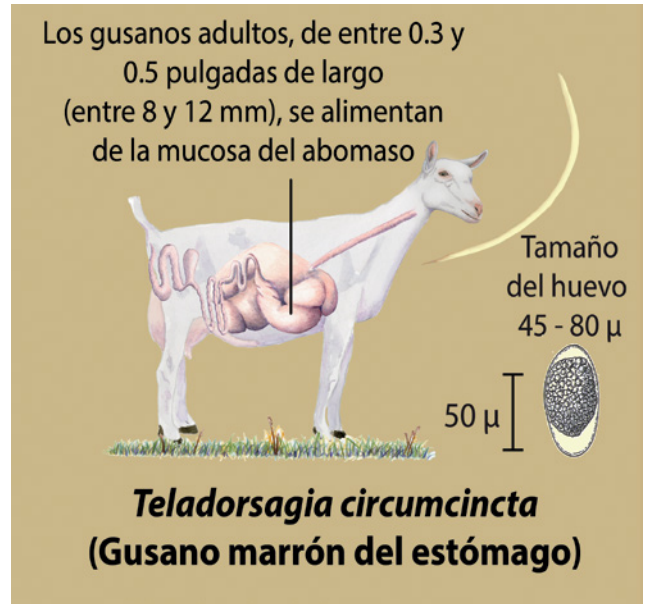 Los gusanos adultos, de entre 0.3 y
0.5 pulgadas de largo
(entre 8 y 12 mm), se alimentan
de la mucosa del abomaso
Tamaño
del huevo
45 - 80 µ
50 µ
Teladorsagia circumcincta
(Gusano marrón del estómago)